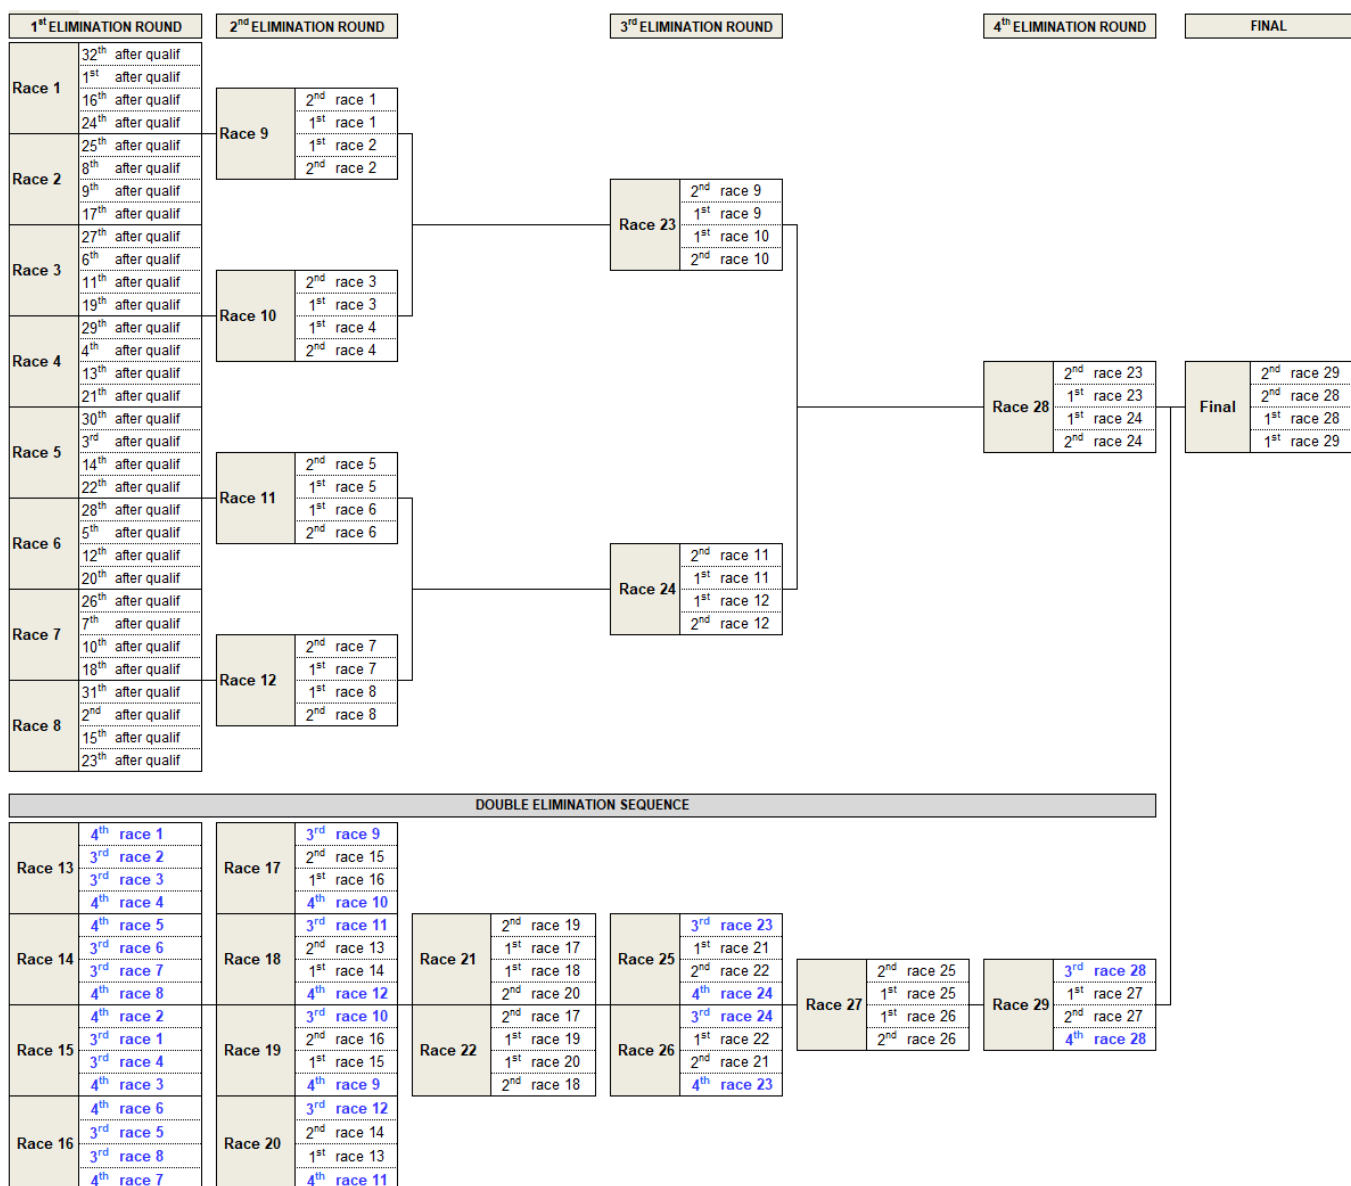 1st ELIMINATION ROUND
2nd ELIMINATION ROUND
3rd ELIMINATION ROUND
4th ELIMINATION ROUND
FINAL
Race 1
32th after qualif
1st after qualif
16th after qualif
24th after qualif
Race 2
25th after qualif
8th after qualif
9th after qualif
17th after qualif
Race 3
27th after qualif
6th after qualif
11th after qualif
19th after qualif
Race 4
29th after qualif
4th after qualif
13th after qualif
21th after qualif
Race 5
30th after qualif
3rd after qualif
14th after qualif
22th after qualif
Race 6
28th after qualif
5th after qualif
12th after qualif
20th after qualif
Race 7
26th after qualif
7th after qualif
10th after qualif
18th after qualif
Race 8
31th after qualif
2nd after qualif
15th after qualif
23th after qualif
Race 9
2nd race 1
1st race 1
1st race 2
2nd race 2
Race 10
2nd race 3
1st race 3
1st race 4
2nd race 4
Race 11
2nd race 5
1st race 5
1st race 6
2nd race 6
Race 12
2nd race 7
1st race 7
1st race 8
2nd race 8
Race 23
2nd race 9
1st race 9
1st race 10
2nd race 10
Race 24
2nd race 11
1st race 11
1st race 12
2nd race 12
Race 28
2nd race 23
1st race 23
1st race 24
2nd race 24
Final
2nd race 29
2nd race 28
1st race 28
1st race 29
DOUBLE ELIMINATION SEQUENCE
Race 13
4th race 1
3rd race 2
3rd race 3
4th race 4
Race 14
4th race 5
3rd race 6
3rd race 7
4th race 8
Race 15
4th race 2
3rd race 1
3rd race 4
4th race 3
Race 16
4th race 6
3rd race 5
3rd race 8
4th race 7
Race 17
3rd race 9
2nd race 15
1st race 16
4th race 10
Race 18
3rd race 11
2nd race 13
1st race 14
4th race 12
Race 19
3rd race 10
2nd race 16
1st race 15
4th race 9
Race 20
3rd race 12
2nd race 14
1st race 13
4th race 11
Race 21
2nd race 19
1st race 17
1st race 18
2nd race 20
Race 22
2nd race 17
1st race 19
1st race 20
2nd race 18
Race 25
3rd race 23
1st race 21
2nd race 22
4th race 24
Race 26
3rd race 24
1st race 22
2nd race 21
4th race 23
Race 27
2nd race 25
1st race 25
1st race 26
2nd race 26
Race 29
3rd race 28
1st race 27
2nd race 27
4th race 28